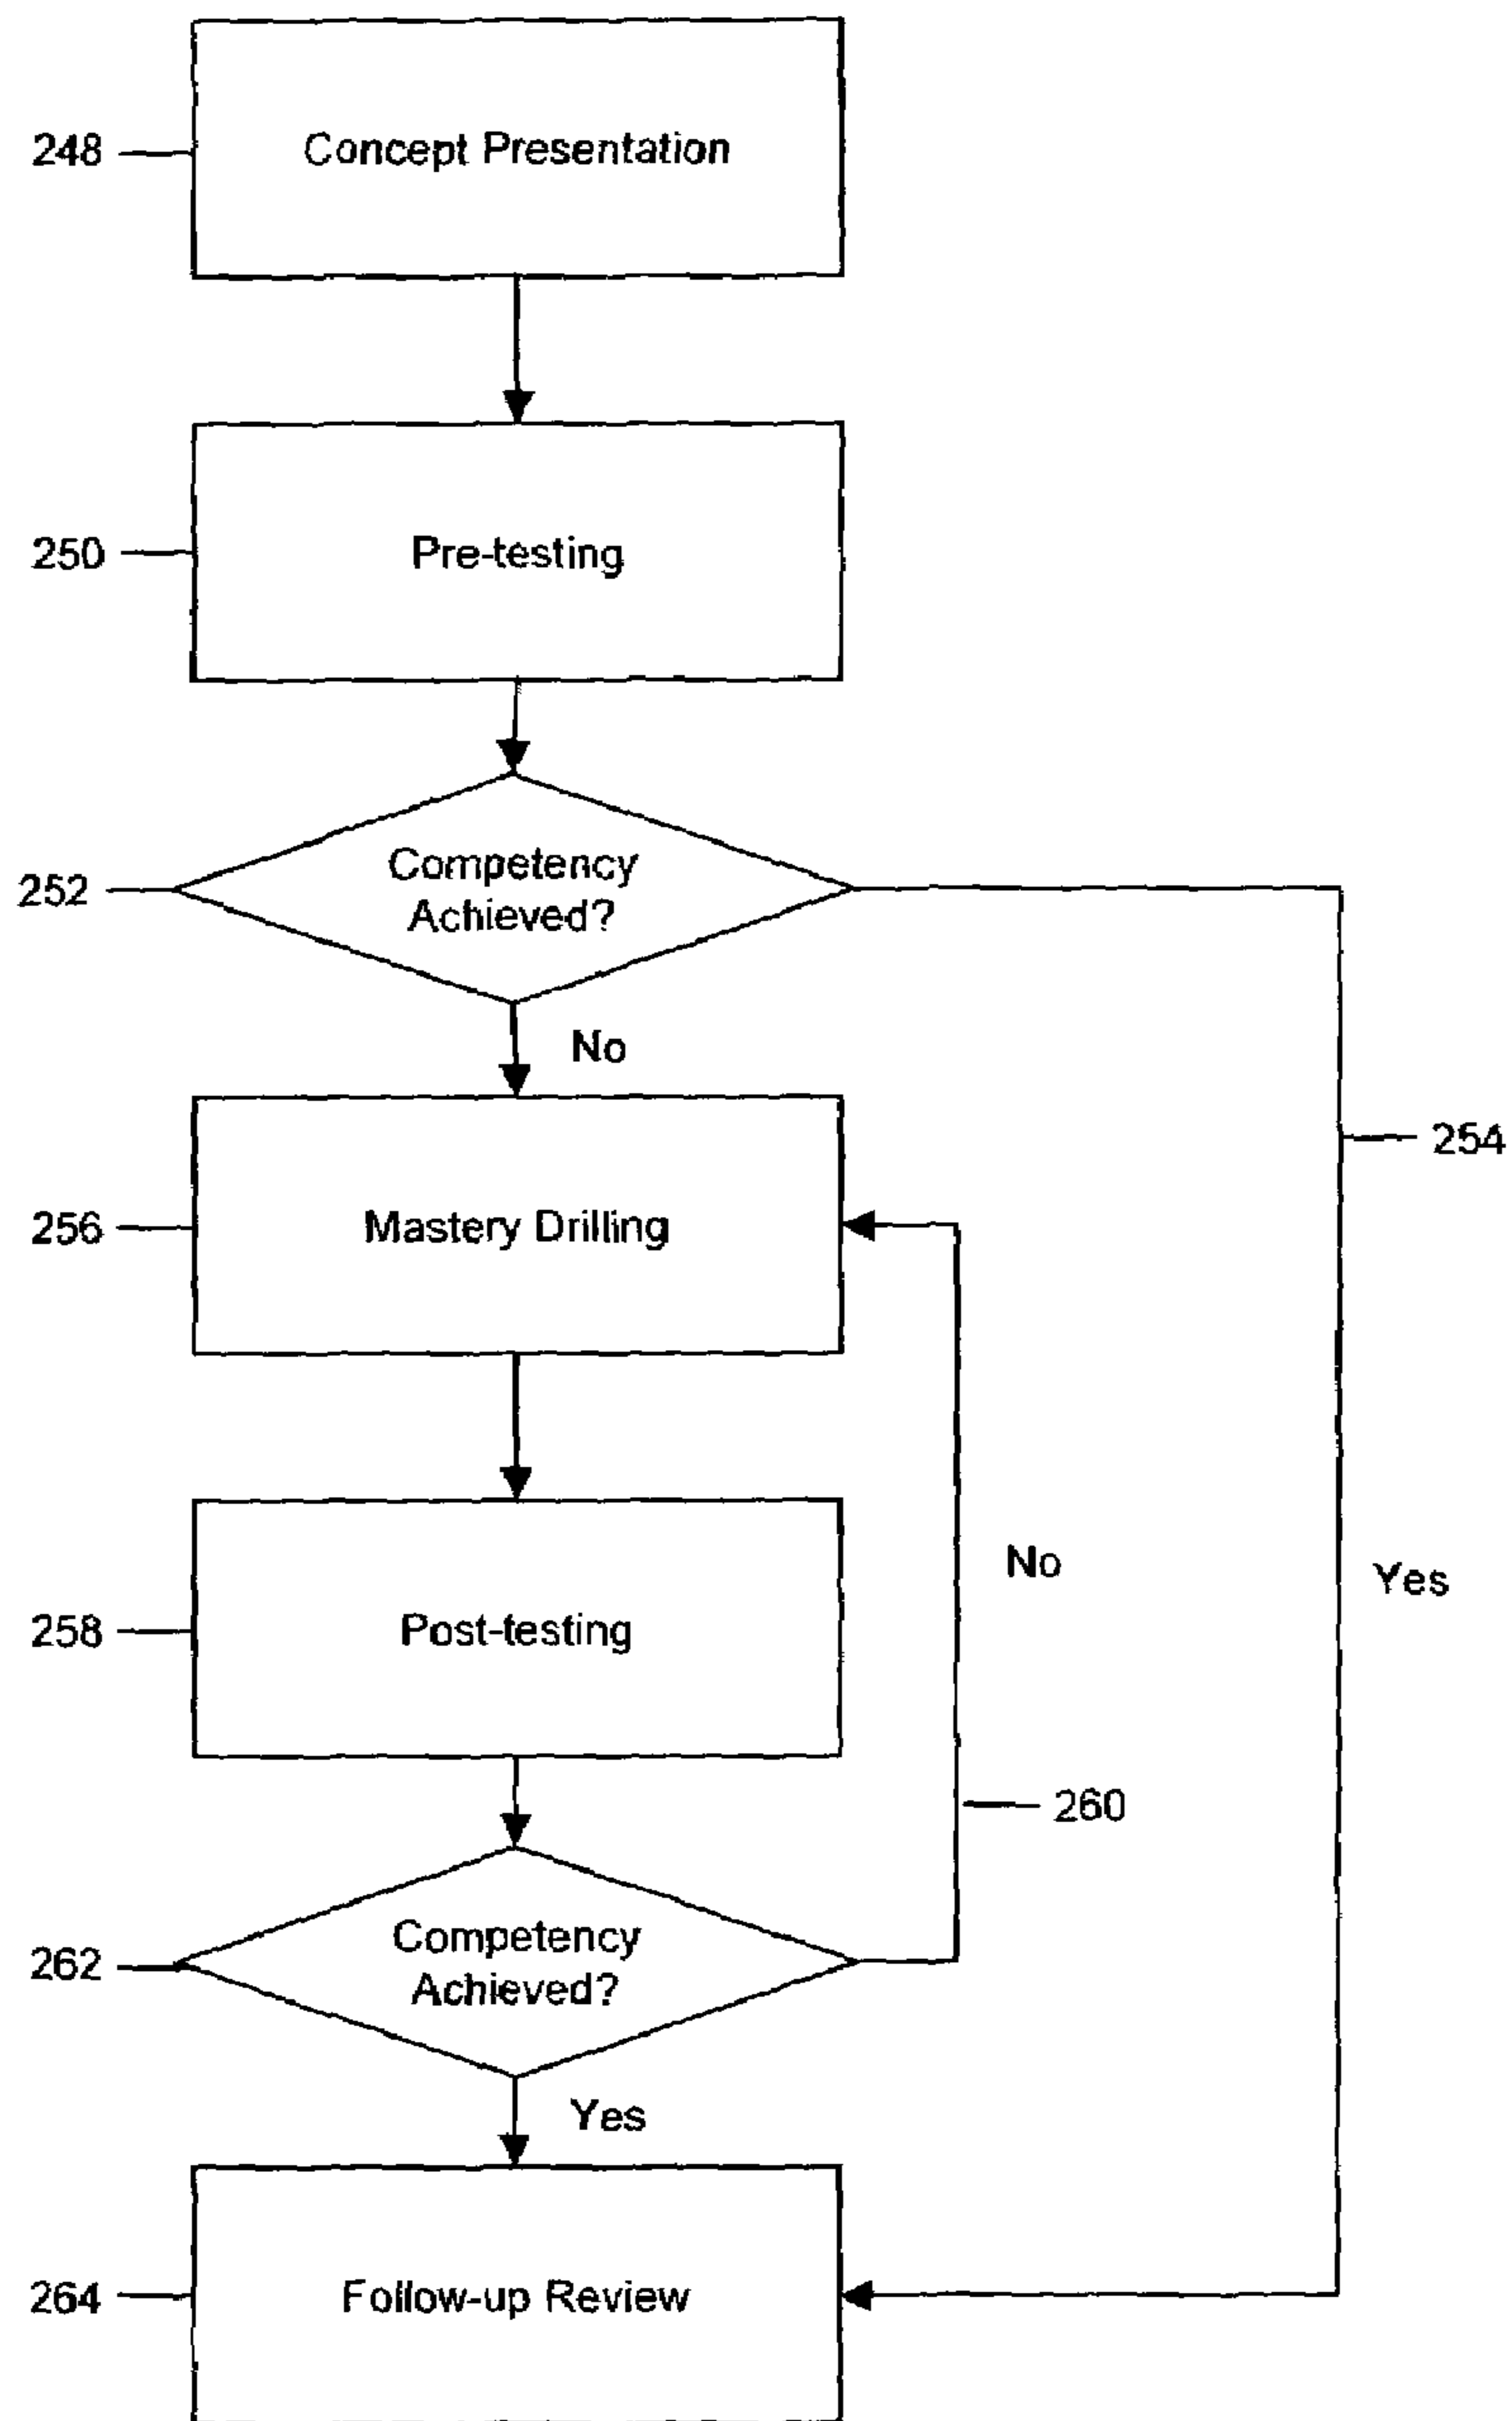 248
Concept Presentation
250
Pre-testing
252
Competency
Achieved?
No
254
256
Mastery Drilling
No
Yes
258
Post-testing
260
262
Competency
Achieved?
Yes
264
Follow-up Review